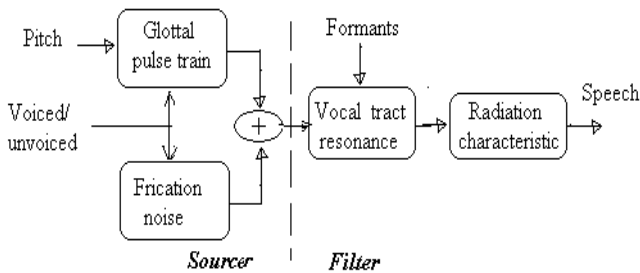 Pitch
Glottal
pulse train
Formants
Voiced/
unvoiced
+
Vocal tract
resonance
Radiation
characteristic
Speech
Frication
noise
Sourcer
Filter